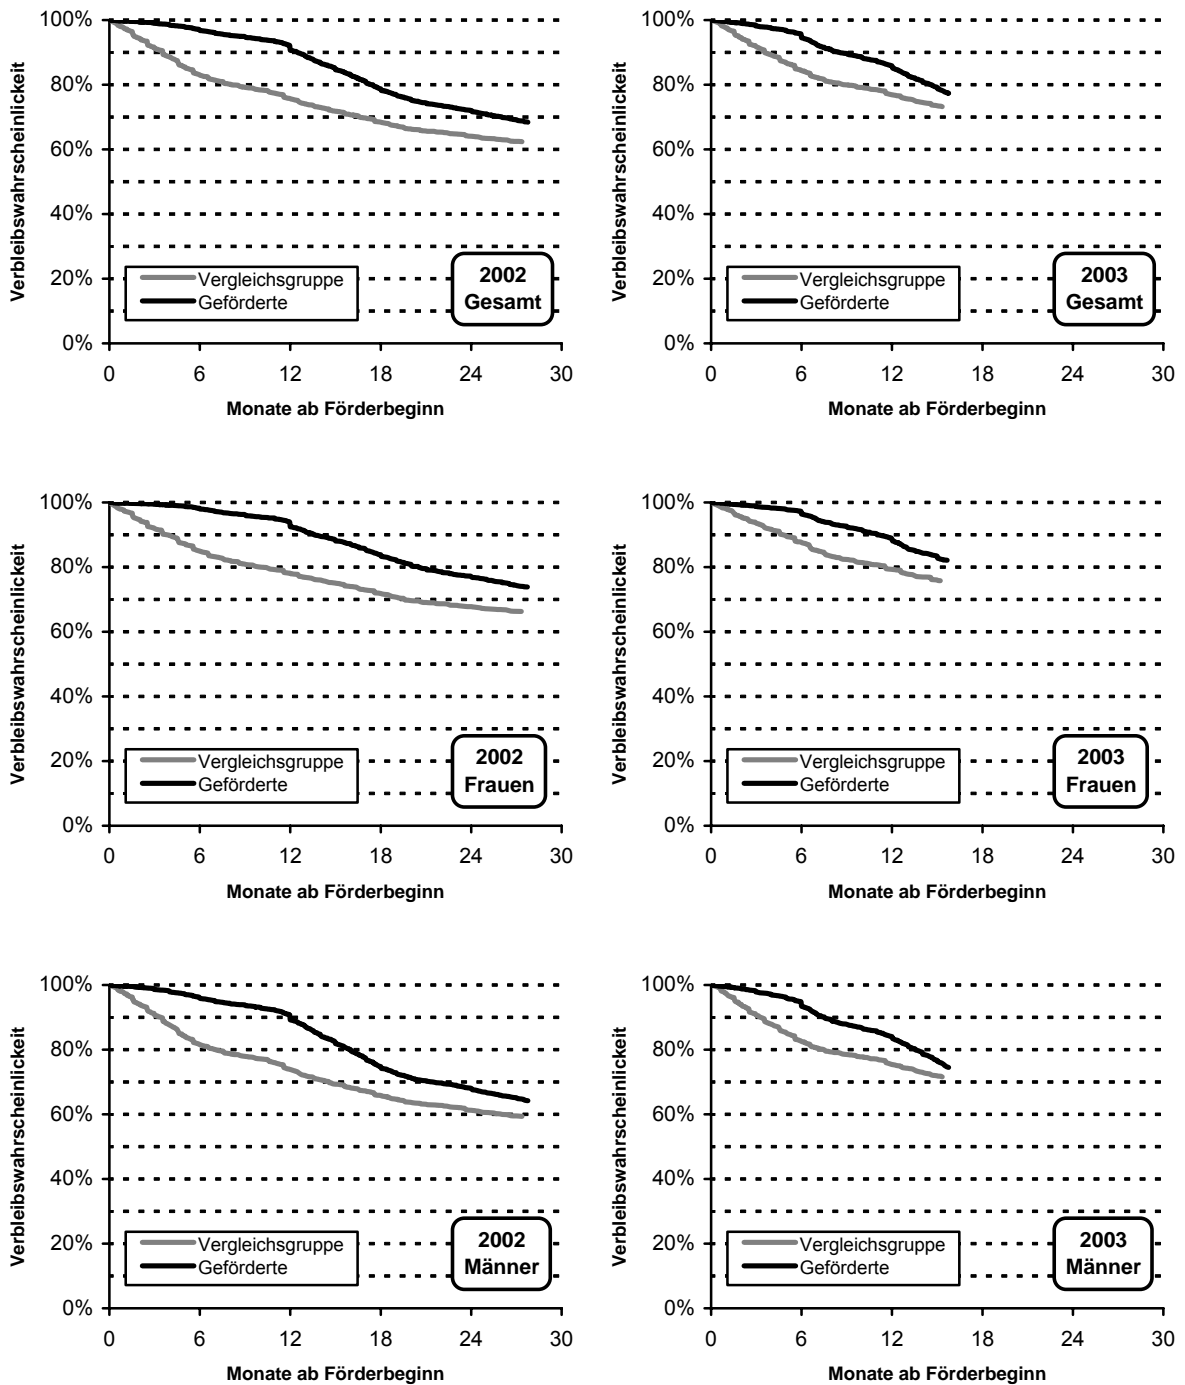 Verbleibswahrscheinlickeit
100%
80%
60%
40%
20%
0%
Vergleichsgruppe
Geförderte
2002
Gesamt
0 6 12 18 24 30
Monate ab Förderbeginn
Verbleibswahrscheinlickeit
100%
80%
60%
40%
20%
0%
Vergleichsgruppe
Geförderte
2003
Gesamt
0 6 12 18 24 30
Monate ab Förderbeginn
Verbleibswahrscheinlickeit
100%
80%
60%
40%
20%
0%
Vergleichsgruppe
Geförderte
2002
Frauen
0 6 12 18 24 30
Monate ab Förderbeginn
Verbleibswahrscheinlickeit
100%
80%
60%
40%
20%
0%
Vergleichsgruppe
Geförderte
2003
Frauen
0 6 12 18 24 30
Monate ab Förderbeginn
Verbleibswahrscheinlickeit
100%
80%
60%
40%
20%
0%
Vergleichsgruppe
Geförderte
2002
Männer
0 6 12 18 24 30
Monate ab Förderbeginn
Verbleibswahrscheinlickeit
100%
80%
60%
40%
20%
0%
Vergleichsgruppe
Geförderte
2003
Männer
0 6 12 18 24 30
Monate ab Förderbeginn